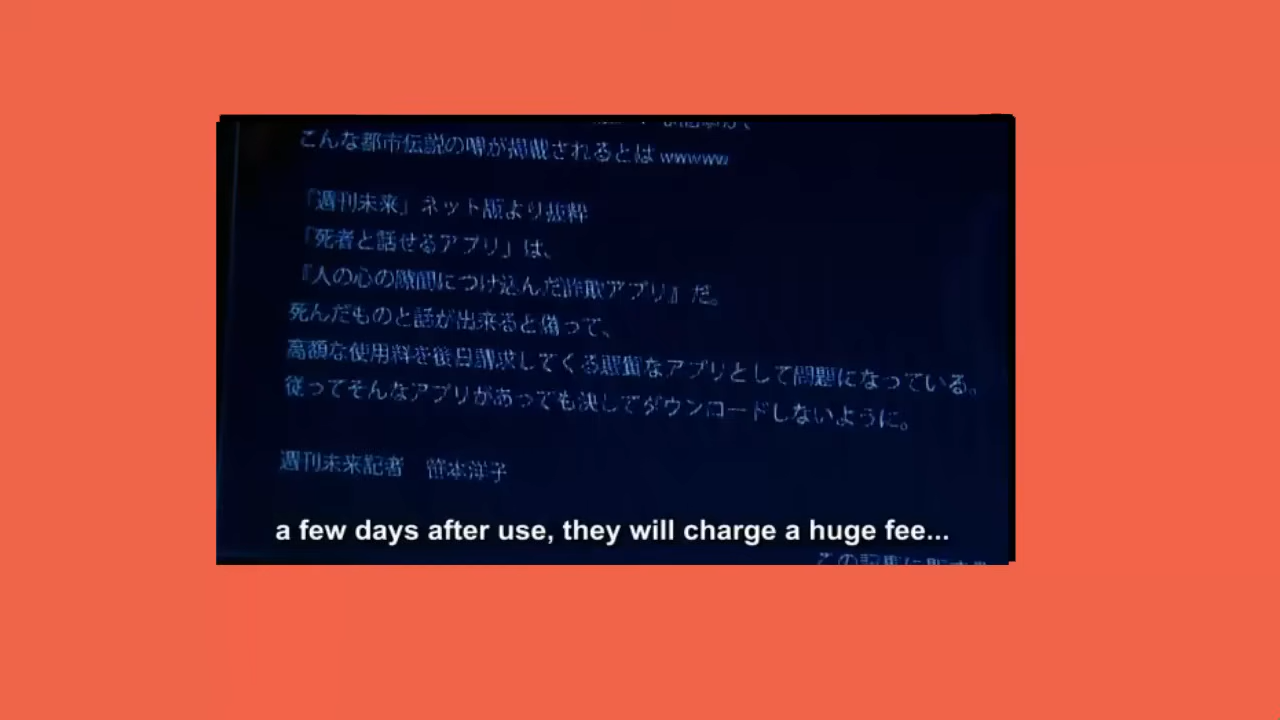 こんな都市伝説の噂が掲載されるとは wwwww
「週刊未来」ネット版より抜粋
「死者と話せるアプリ」は、
『人の心の隙間につけ込んだ詐欺アプリ』だ。
死んだものと話が出来ると偽って、
高額な使用料を後日請求してくる悪質なアプリとして問題になっている。
従ってそんなアプリがあっても決してダウンロードしないように。
週刊未来記者 笹本洋子
a few days after use, they will charge a huge fee...
この記事に関する